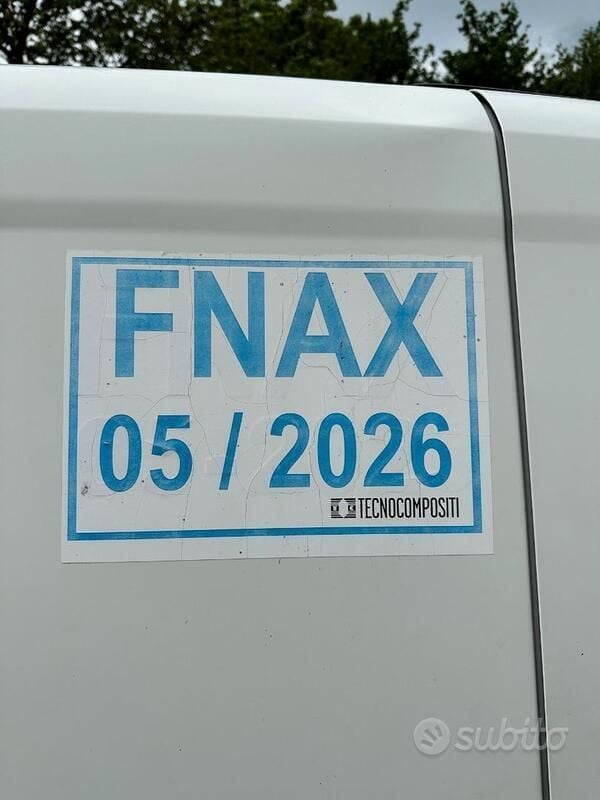 FNAX
05 / 2026
TECNOCOMPOSITI
subito